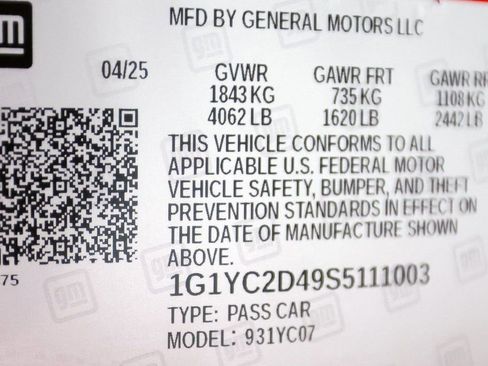 gm
MFD BY GENERAL MOTORS LLC
04/25 GVWR GAWR FRT GAWR
1843 KG 735 KG 1108 KG
4062 LB 1620 LB 2442 LB
THIS VEHICLE CONFORMS TO ALL
APPLICABLE U.S. FEDERAL MOTOR
VEHICLE SAFETY, BUMPER, AND THEFT
PREVENTION STANDARDS IN EFFECT ON
THE DATE OF MANUFACTURE SHOWN
ABOVE.
75
1G1YC2D49S5111003
TYPE: PASS CAR
MODEL: 931YC07